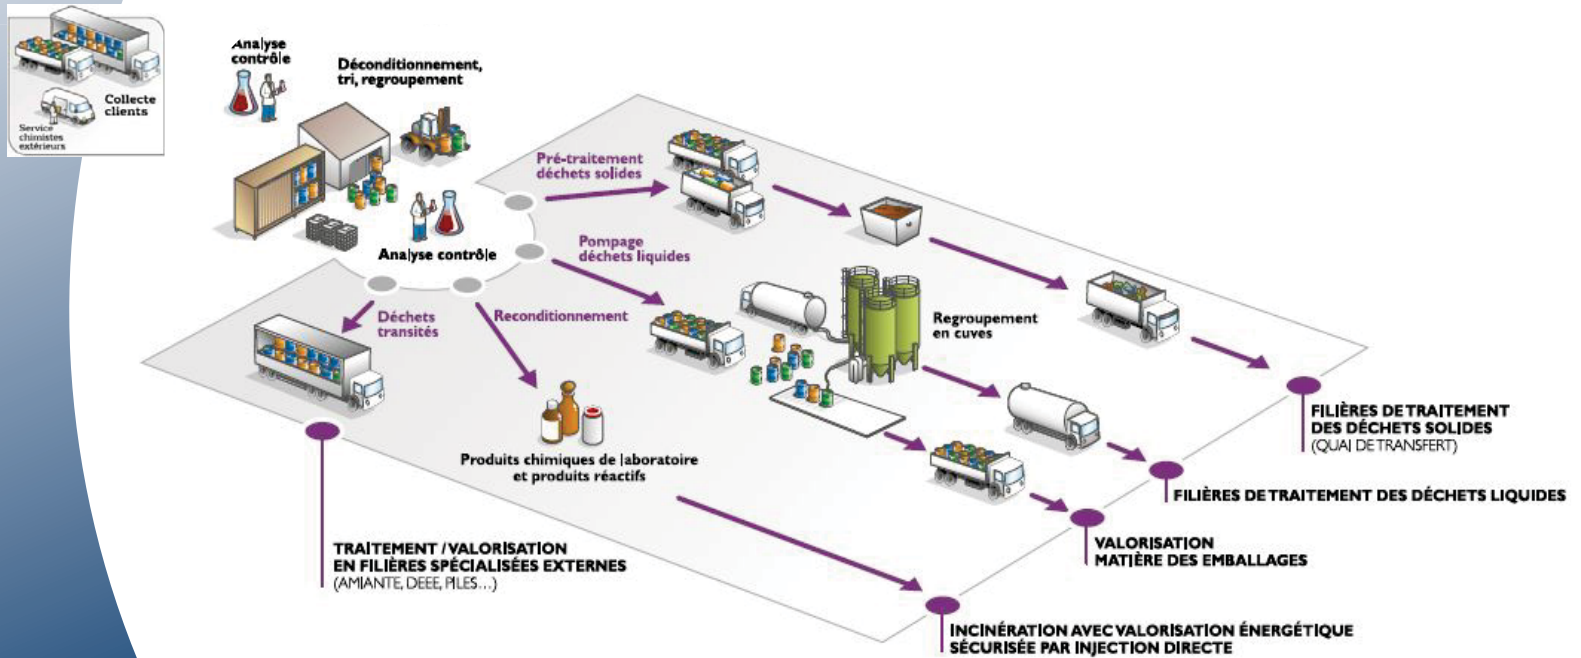 Collecte
clients
Service
chimistes
extérieurs
Analyse
contrôle
Déconditionnement,
tri, regroupement
Analyse contrôle
Pré-traitement
déchets solides
Pompage
déchets liquides
Reconditionnement
Déchets
transités
Regroupement
en cuves
Produits chimiques de laboratoire
et produits réactifs
FILIÈRES DE TRAITEMENT
DES DÉCHETS SOLIDES
(QUAI DE TRANSFERT)
FILIÈRES DE TRAITEMENT DES DÉCHETS LIQUIDES
VALORISATION
MATIÈRE DES EMBALLAGES
TRAITEMENT / VALORISATION
EN FILIÈRES SPÉCIALISÉES EXTERNES
(AMIANTE, DEEE, PILES...)
INCINÉRATION AVEC VALORISATION ÉNERGÉTIQUE
SÉCURISÉE PAR INJECTION DIRECTE